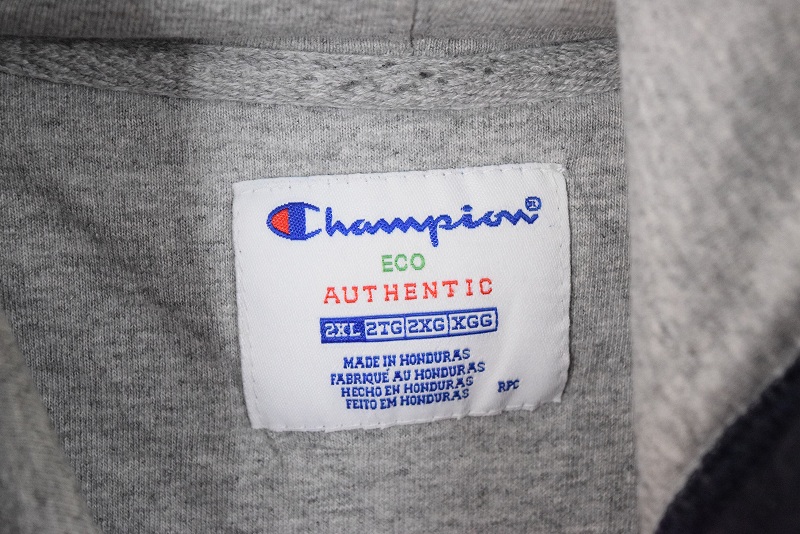 Champion®
ECO
AUTHENTIC
2XL 2TG 2XG XGG
MADE IN HONDURAS
FABRIQUÉ AU HONDURAS
HECHO EN HONDURAS RPC
FEITO EM HONDURAS